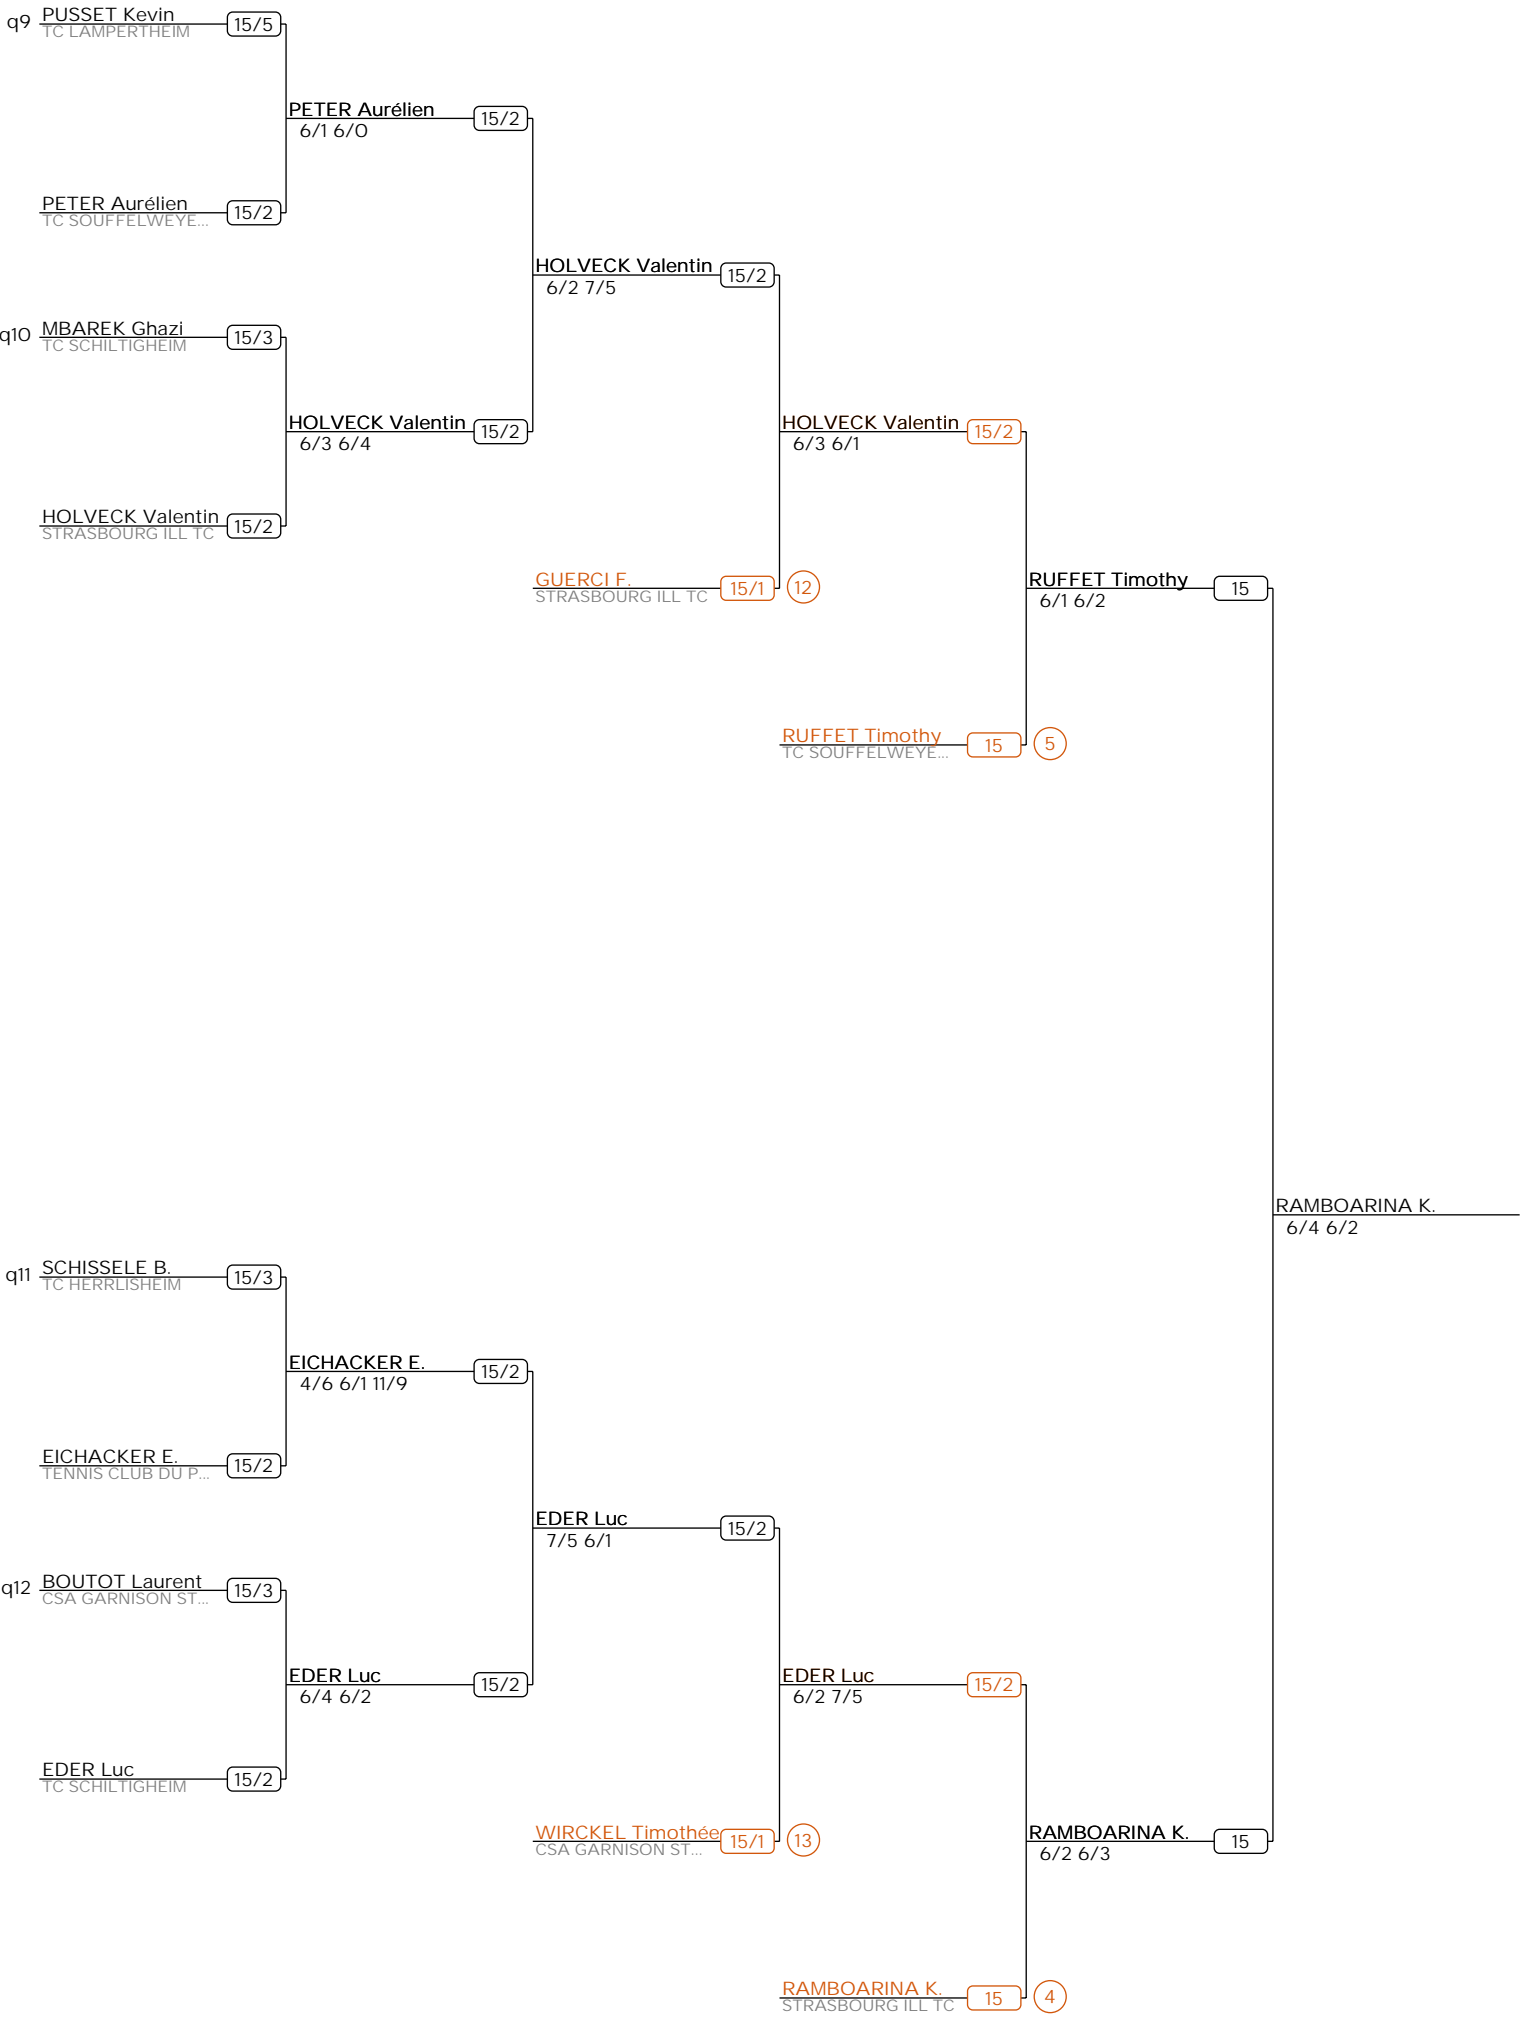 q9 PUSSET Kevin 15/5
TC LAMPERTHEIM
PETER Aurélien 15/2
6/1 6/0
PETER Aurélien 15/2
TC SOUFFELWEYE...
HOLVECK Valentin 15/2
6/2 7/5
q10 MBAREK Ghazi 15/3
TC SCHILTIGHEIM
HOLVECK Valentin 15/2
6/3 6/4
HOLVECK Valentin 15/2
6/3 6/1
HOLVECK Valentin 15/2
STRASBOURG ILL TC
GUERCI F. 15/1 12
STRASBOURG ILL TC
RUFFET Timothy 15
6/1 6/2
RUFFET Timothy 15 5
TC SOUFFELWEYE...
RAMBOARINA K.
6/4 6/2
q11 SCHISSELE B. 15/3
TC HERRLISHEIM
EICHACKER E. 15/2
4/6 6/1 11/9
EICHACKER E. 15/2
TENNIS CLUB DU P...
EDER Luc 15/2
7/5 6/1
q12 BOUTOT Laurent 15/3
CSA GARNISON ST...
EDER Luc 15/2
6/4 6/2
EDER Luc 15/2
6/2 7/5
EDER Luc 15/2
TC SCHILTIGHEIM
WIRCKEL Timothée 15/1 13
CSA GARNISON ST...
RAMBOARINA K. 15
6/2 6/3
RAMBOARINA K. 15 4
STRASBOURG ILL TC